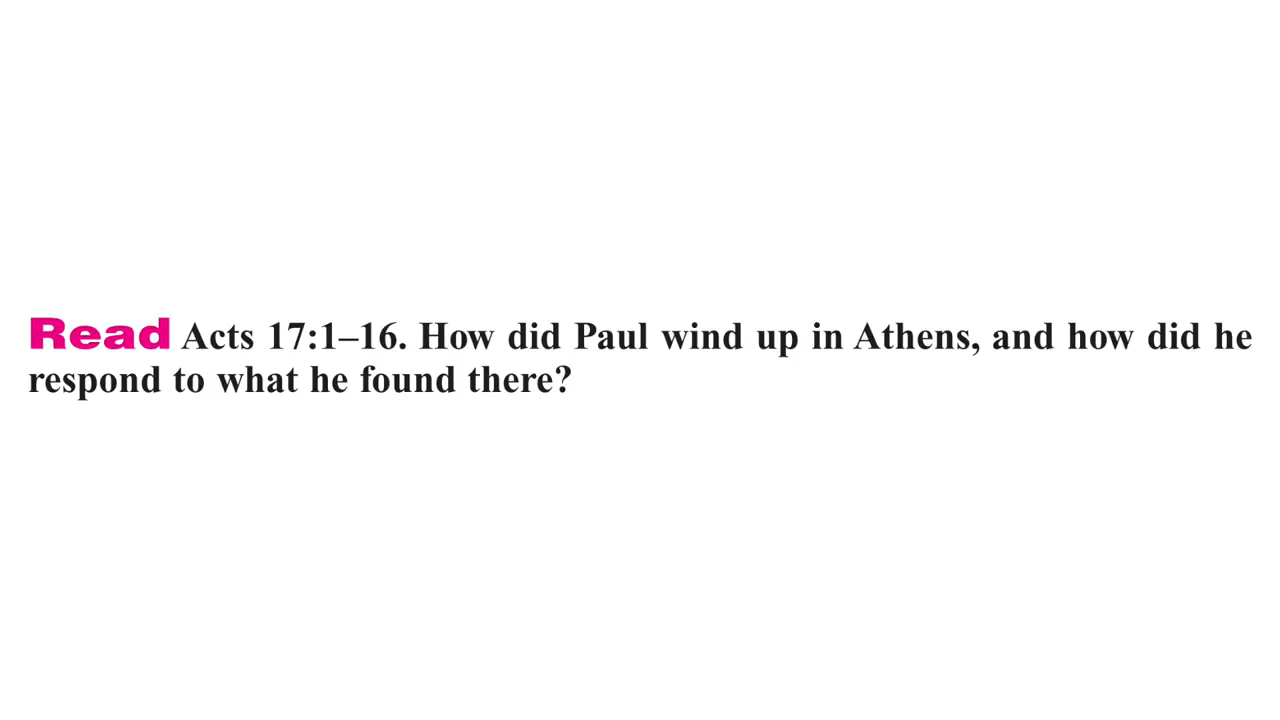 Read Acts 17:1–16. How did Paul wind up in Athens, and how did he
respond to what he found there?